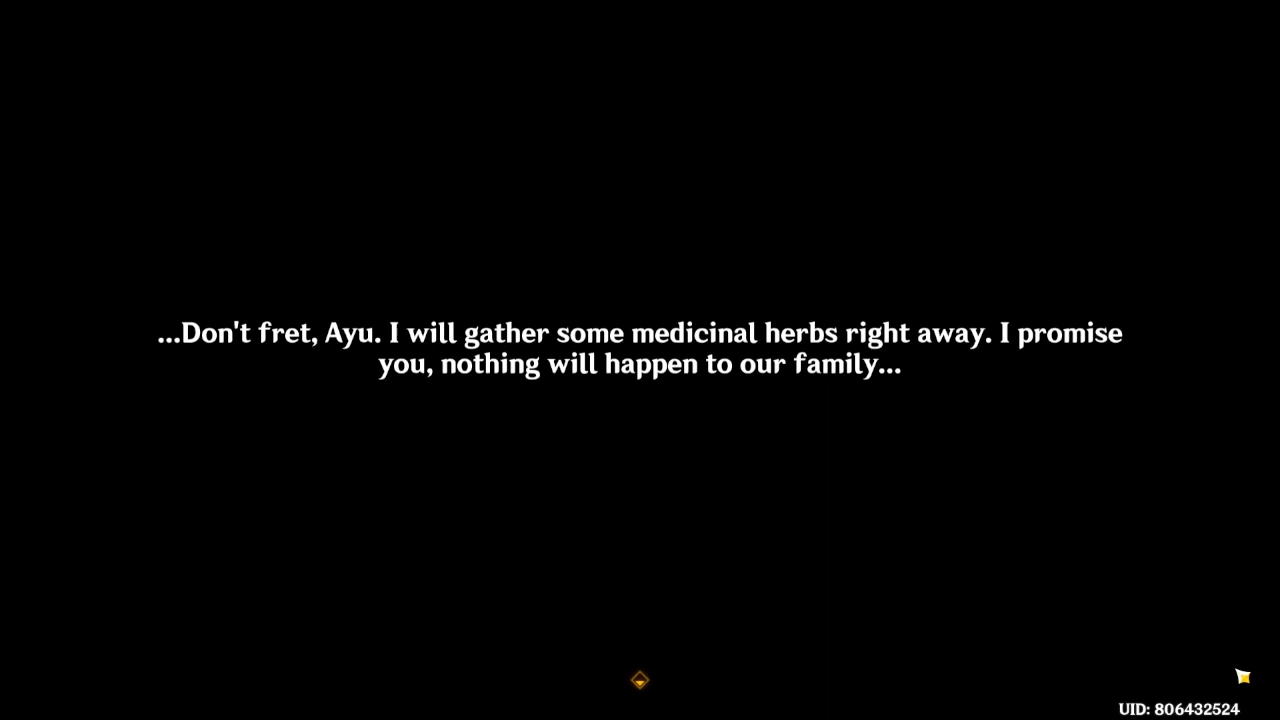 ...Don't fret, Ayu. I will gather some medicinal herbs right away. I promise
you, nothing will happen to our family...
UID: 806432524